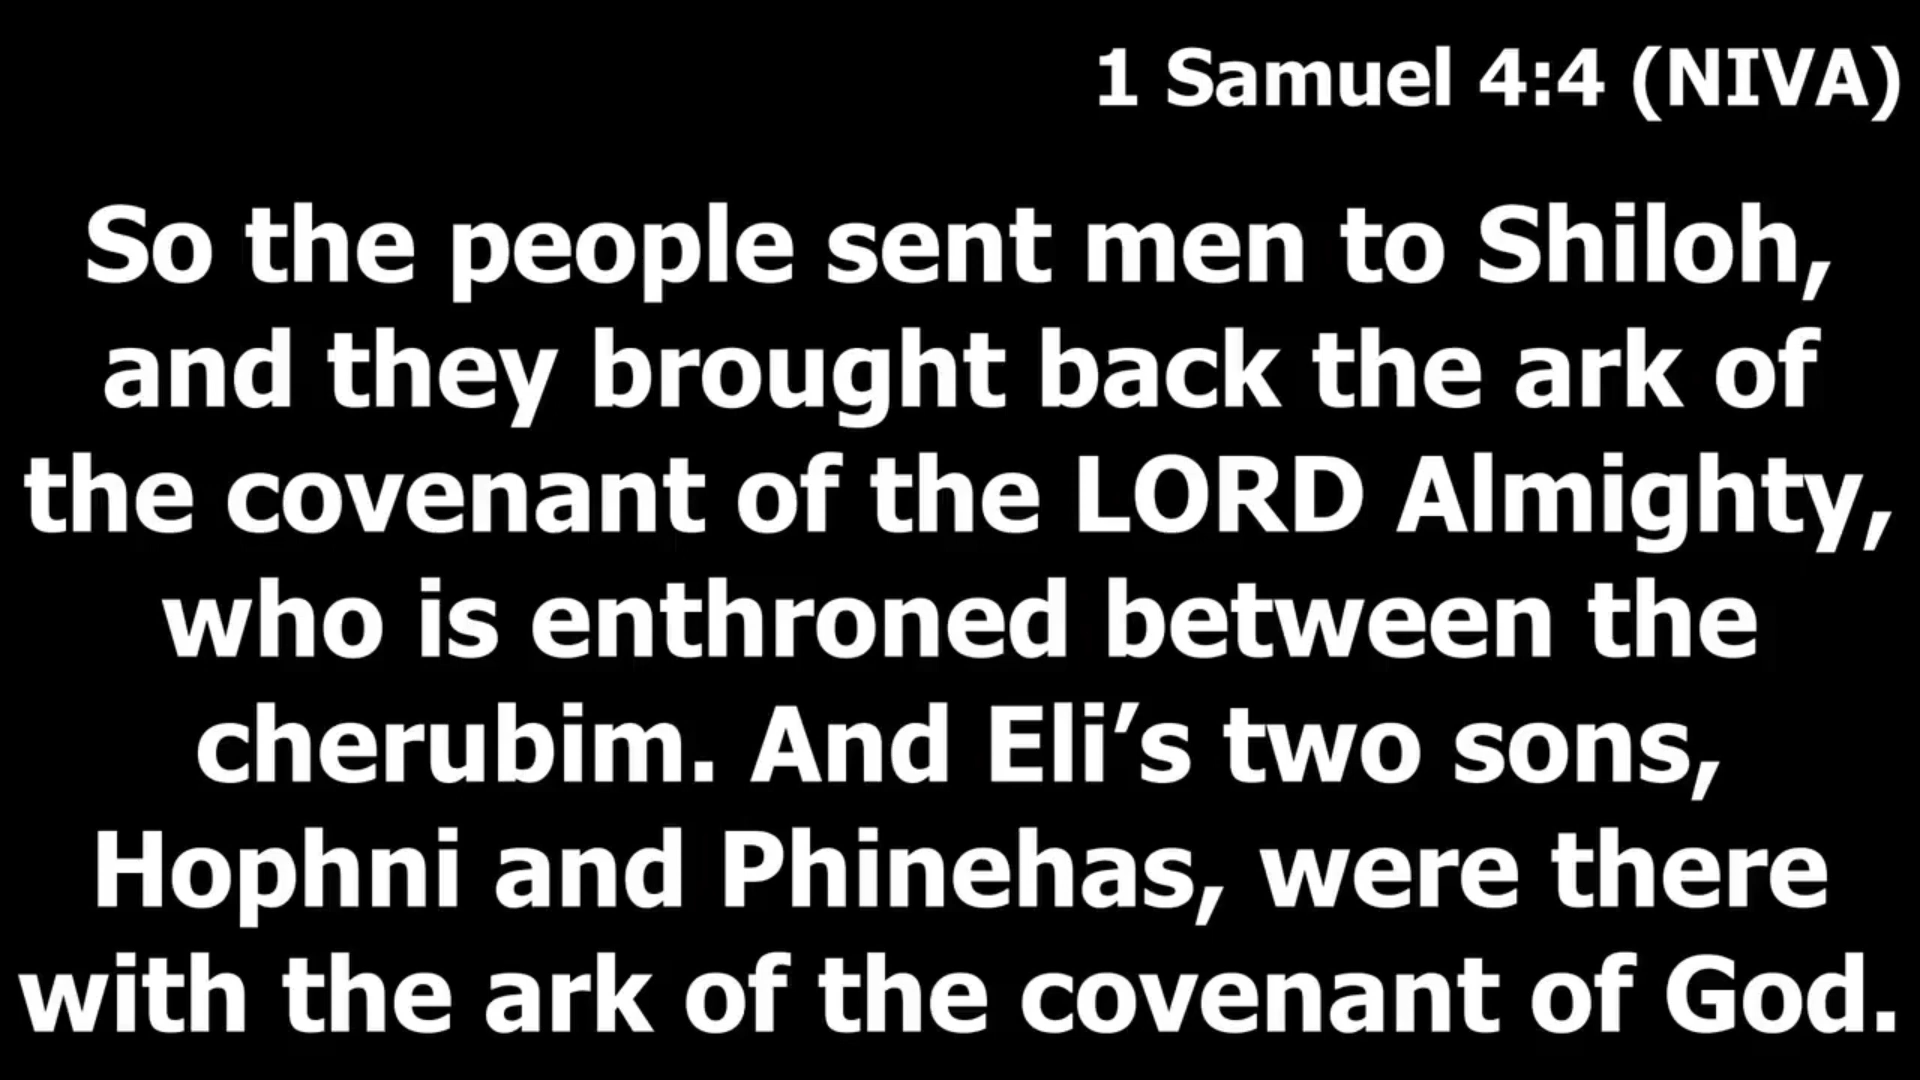 1 Samuel 4:4 (NIVA)
So the people sent men to Shiloh,
and they brought back the ark of
the covenant of the LORD Almighty,
who is enthroned between the
cherubim. And Eli’s two sons,
Hophni and Phinehas, were there
with the ark of the covenant of God.